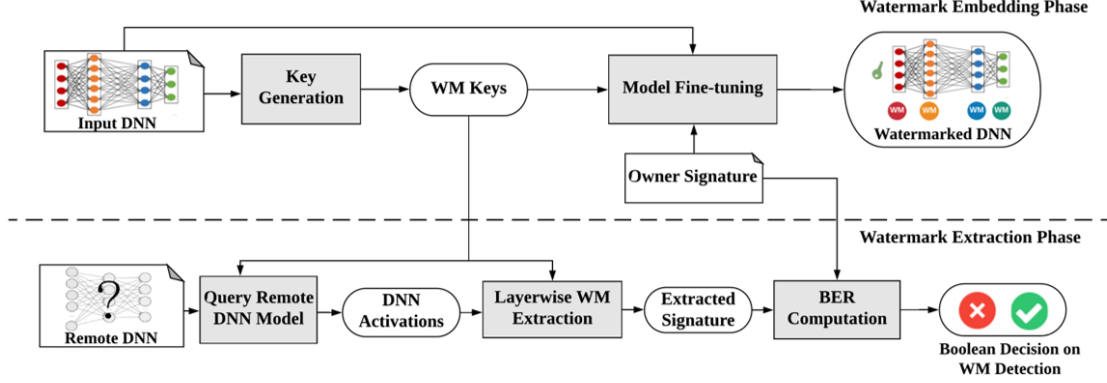 Watermark Embedding Phase
Key
Generation
WM Keys
Model Fine-tuning
Input DNN
WM WM WM WM
Watermarked DNN
Owner Signature
Watermark Extraction Phase
?
Query Remote
DNN Model
DNN
Activations
Layerwise WM
Extraction
Extracted
Signature
BER
Computation
Remote DNN
Boolean Decision on
WM Detection